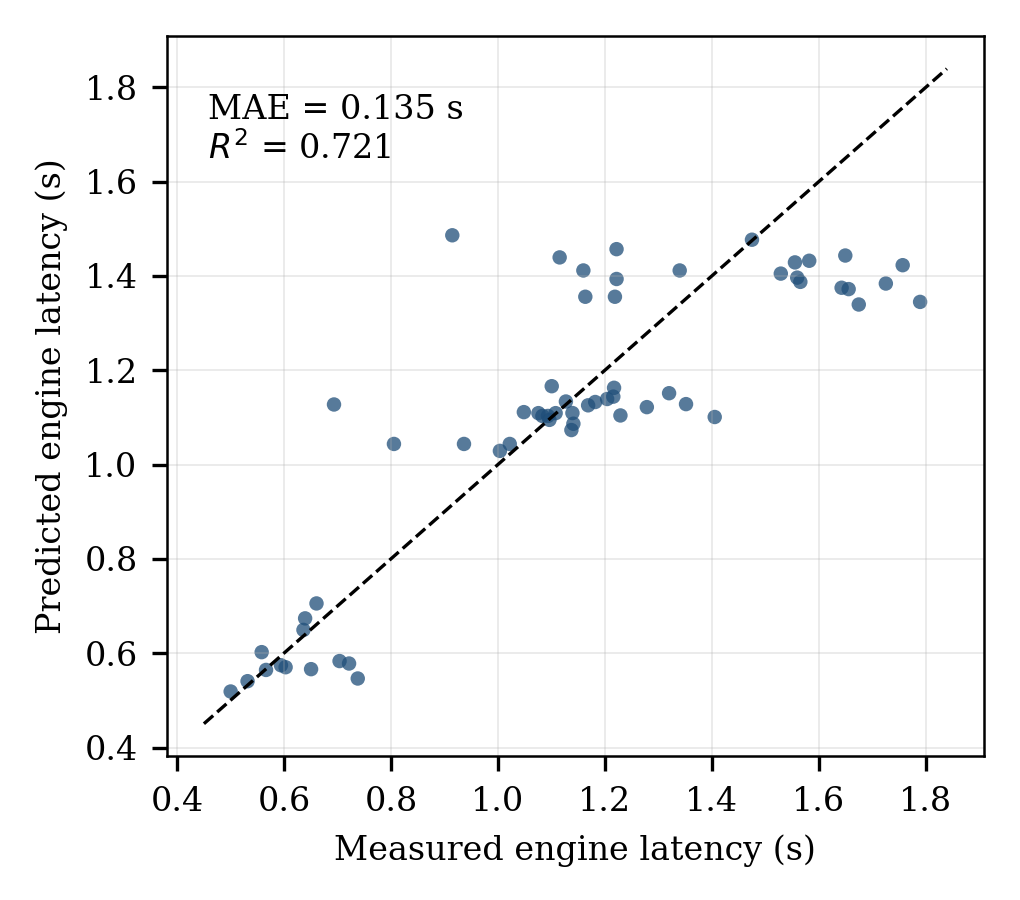 MAE = 0.135 s
R² = 0.721
Predicted engine latency (s)
1.8
1.6
1.4
1.2
1.0
0.8
0.6
0.4
0.4 0.6 0.8 1.0 1.2 1.4 1.6 1.8
Measured engine latency (s)